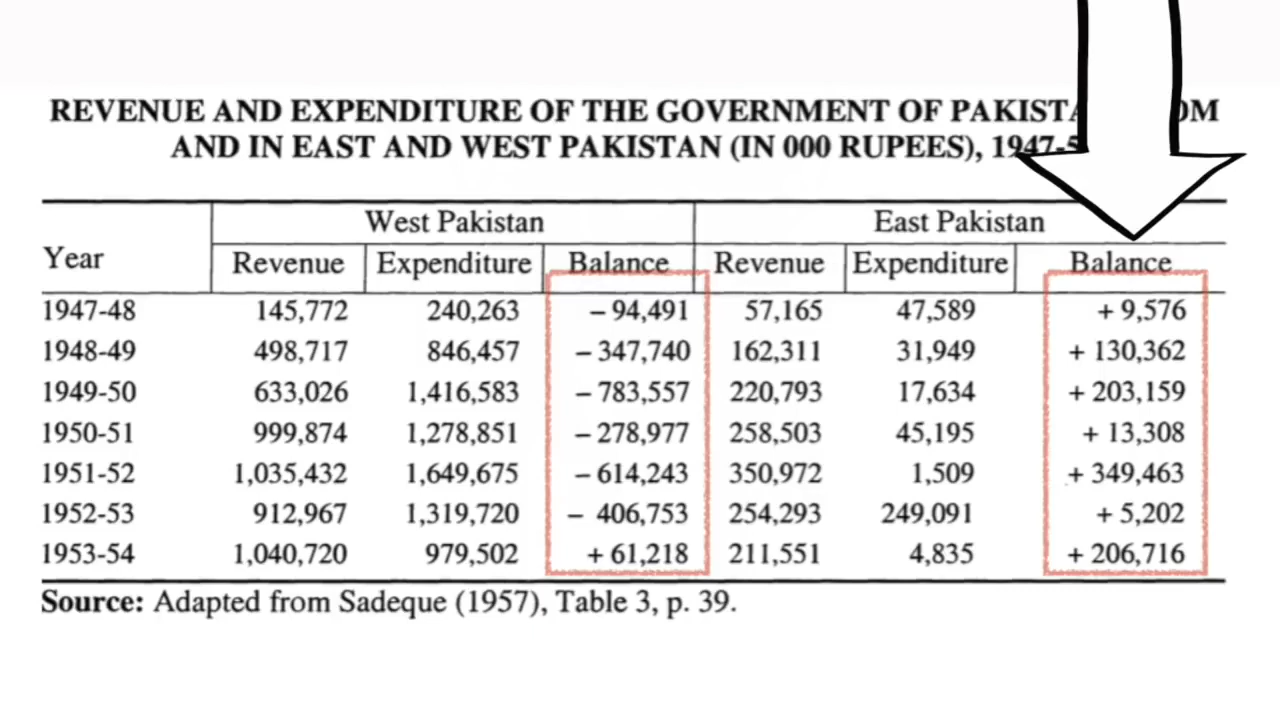 REVENUE AND EXPENDITURE OF THE GOVERNMENT OF
AND IN EAST AND WEST PAKISTAN (IN 000 RUPEES),
West Pakistan East Pakistan
Year Revenue Expenditure Balance Revenue Expenditure Balance
1947-48 145,772 240,263 – 94,491 57,165 47,589 + 9,576
1948-49 498,717 846,457 – 347,740 162,311 31,949 + 130,362
1949-50 633,026 1,416,583 – 783,557 220,793 17,634 + 203,159
1950-51 999,874 1,278,851 – 278,977 258,503 45,195 + 13,308
1951-52 1,035,432 1,649,675 – 614,243 350,972 1,509 + 349,463
1952-53 912,967 1,319,720 – 406,753 254,293 249,091 + 5,202
1953-54 1,040,720 979,502 + 61,218 211,551 4,835 + 206,716
Source: Adapted from Sadeque (1957), Table 3, p. 39.